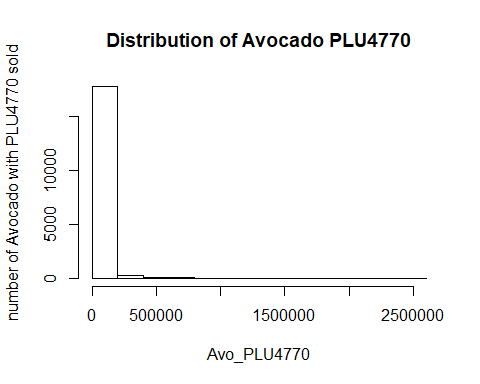 Distribution of Avocado PLU4770
number of Avocado with PLU4770 sold
10000
5000
0
0 500000 1500000 2500000
Avo_PLU4770